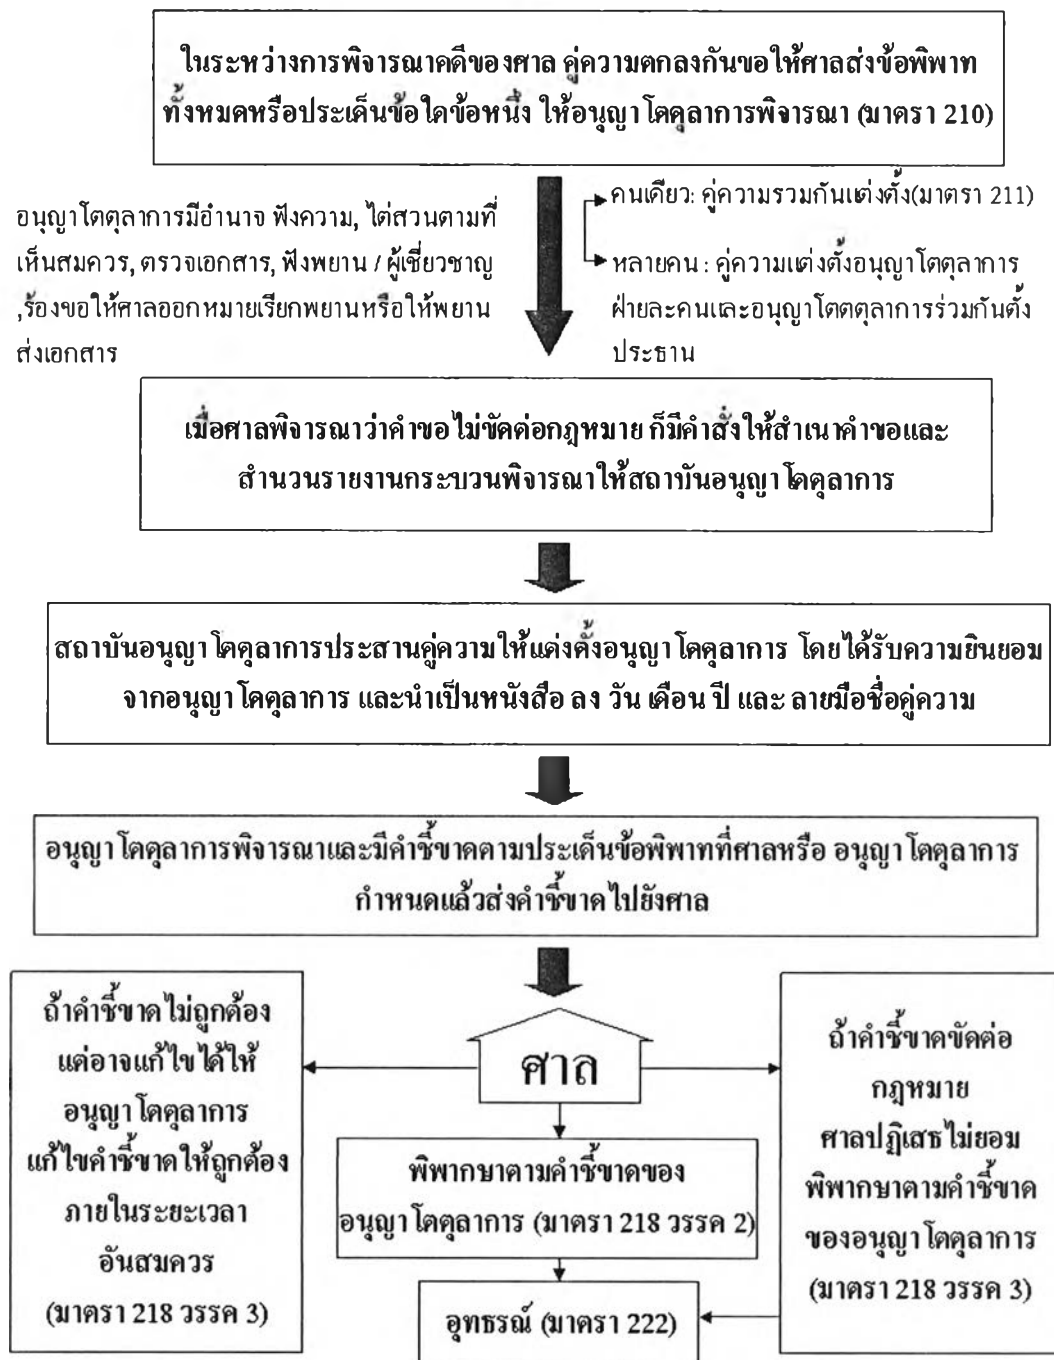 ในระหว่างการพิจารณาคดีของศาล คู่ความตกลงกันขอให้ศาลส่งข้อพิพาท
ทั้งหมดหรือประเด็นข้อใดข้อหนึ่ง ให้อนุญาโตตุลาการพิจารณา (มาตรา 210)
อนุญาโตตุลาการมีอำนาจ ฟังความ, ไต่สวนตามที่
เห็นสมควร, ตรวจเอกสาร, ฟังพยาน / ผู้เชี่ยวชาญ
,ร้องขอให้ศาลออกหมายเรียกพยานหรือให้พยาน
ส่งเอกสาร
คนเดียว: คู่ความรวมกันแต่งตั้ง(มาตรา 211)
หลายคน : คู่ความแต่งตั้งอนุญาโตตุลาการ
ฝ่ายละคนและอนุญาโตตตุลาการร่วมกันตั้ง
ประธาน
เมื่อศาลพิจารณาว่าคำขอไม่ขัดต่อกฎหมาย ก็มีคำสั่งให้สำเนาคำขอและ
สำนวนรายงานกระบวนพิจารณาให้สถาบันอนุญาโตตุลาการ
สถาบันอนุญาโตตุลาการประสานคู่ความให้แต่งตั้งอนุญาโตตุลาการ โดยได้รับความยินยอม
จากอนุญาโตตุลาการ และนำเป็นหนังสือ ลง วัน เดือน ปี และ ลายมือชื่อคู่ความ
อนุญาโตตุลาการพิจารณาและมีคำชี้ขาดตามประเด็นข้อพิพาทที่ศาลหรือ อนุญาโตตุลาการ
กำหนดแล้วส่งคำชี้ขาดไปยังศาล
ถ้าคำชี้ขาดไม่ถูกต้อง
แต่อาจแก้ไขได้ให้
อนุญาโตตุลาการ
แก้ไขคำชี้ขาดให้ถูกต้อง
ภายในระยะเวลา
อันสมควร
(มาตรา 218 วรรค 3)
ศาล
พิพากษาตามคำชี้ขาดของ
อนุญาโตตุลาการ (มาตรา 218 วรรค 2)
อุทธรณ์ (มาตรา 222)
ถ้าคำชี้ขาดขัดต่อ
กฎหมาย
ศาลปฏิเสธไม่ยอม
พิพากษาตามคำชี้ขาด
ของอนุญาโตตุลาการ
(มาตรา 218 วรรค 3)